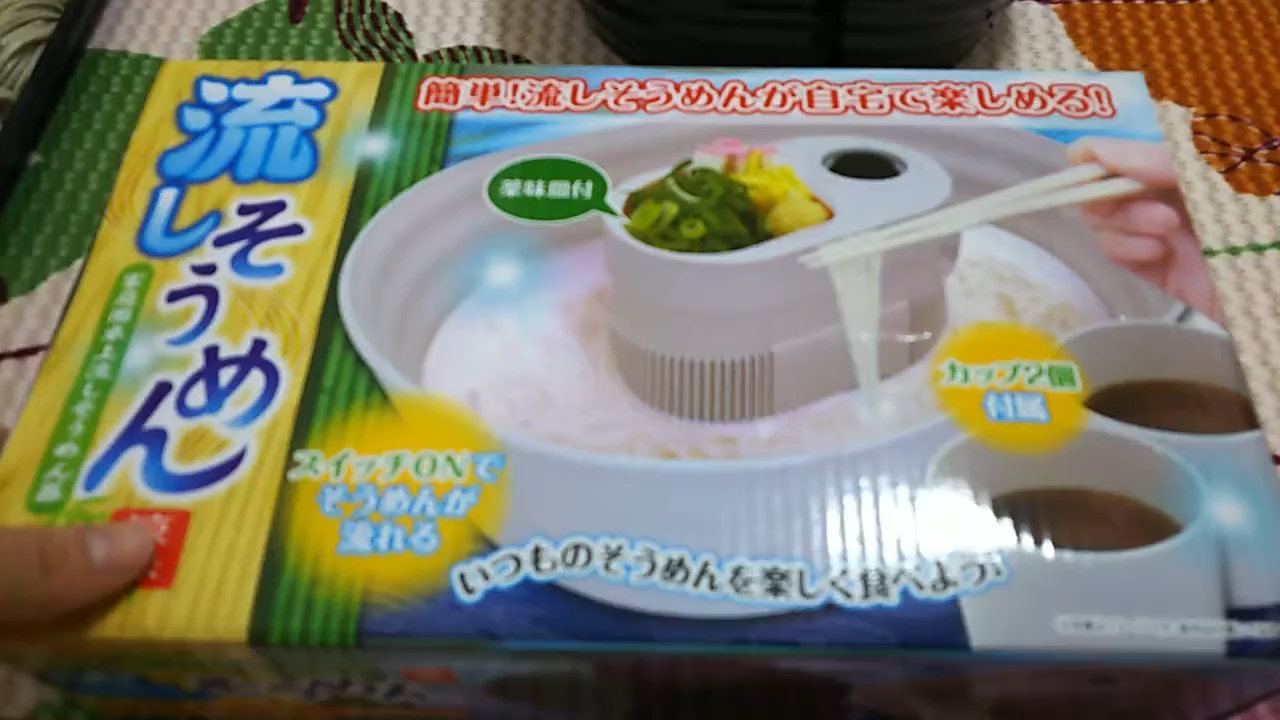 簡単!流しそうめんが自宅で楽しめる!
流しそうめん
薬味皿付
カップ2個
付属
スイッチONで
そうめんが
流れる
いつものそうめんを楽しく食べよう♪